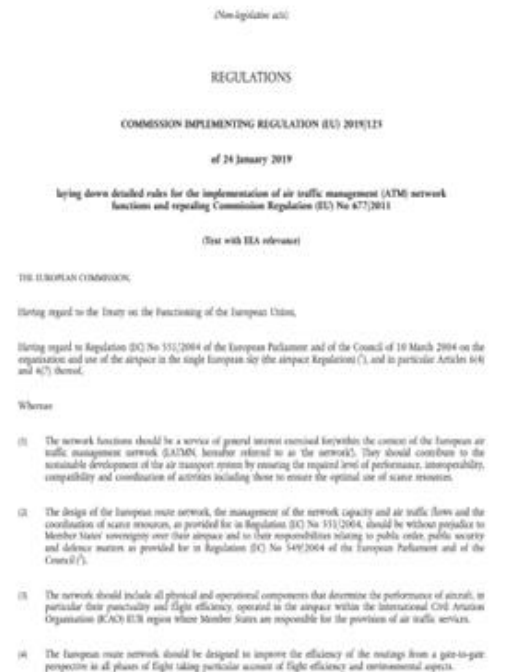 (Non-legislative acts)
REGULATIONS
COMMISSION IMPLEMENTING REGULATION (EU) 2019/123
of 24 January 2019
laying down detailed rules for the implementation of air traffic management (ATM) network
functions and repealing Commission Regulation (EU) No 677/2011
(Text with EEA relevance)
THE EUROPEAN COMMISSION,
Having regard to the Treaty on the Functioning of the European Union,
Having regard to Regulation (EC) No 551/2004 of the European Parliament and of the Council of 10 March 2004 on the
organisation and use of the airspace in the single European sky (the airspace Regulation) (¹), and in particular Articles 6(4)
and 6(7) thereof,
Whereas
(1) The network functions should be a service of general interest exercised for/within the context of the European air
traffic management network (EATMN, hereafter referred to as 'the network'). They should contribute to the
sustainable development of the air transport system by ensuring the required level of performance, interoperability,
compatibility and coordination of activities including those to ensure the optimal use of scarce resources.
(2) The design of the European route network, the management of the network capacity and air traffic flows and the
coordination of scarce resources, as provided for in Regulation (EC) No 551/2004, should be without prejudice to
Member States' sovereignty over their airspace and to their responsibilities relating to public order, public security
and defence matters as provided for in Regulation (EC) No 549/2004 of the European Parliament and of the
Council (²).
(3) The network should include all physical and operational components that determine the performance of aircraft, in
particular their punctuality and flight efficiency, operated in the airspace within the International Civil Aviation
Organisation (ICAO) EUR region where Member States are responsible for the provision of air traffic services.
(4) The European route network should be designed to improve the efficiency of the routings from a gate-to-gate
perspective in all phases of flight taking particular account of flight efficiency and environmental aspects.